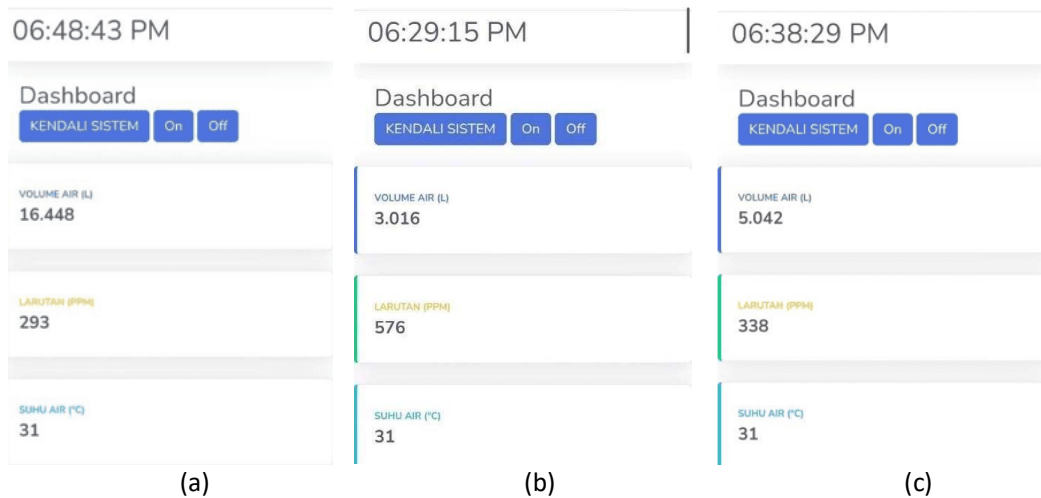 06:48:43 PM
Dashboard
KENDALI SISTEM On Off
VOLUME AIR (L)
16.448
LARUTAN (PPM)
293
SUHU AIR (°C)
31
(a)
06:29:15 PM
Dashboard
KENDALI SISTEM On Off
VOLUME AIR (L)
3.016
LARUTAN (PPM)
576
SUHU AIR (°C)
31
(b)
06:38:29 PM
Dashboard
KENDALI SISTEM On Off
VOLUME AIR (L)
5.042
LARUTAN (PPM)
338
SUHU AIR (°C)
31
(c)